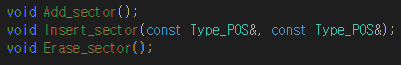 void Add_sector();
void Insert_sector(const Type_POS&, const Type_POS&);
void Erase_sector();